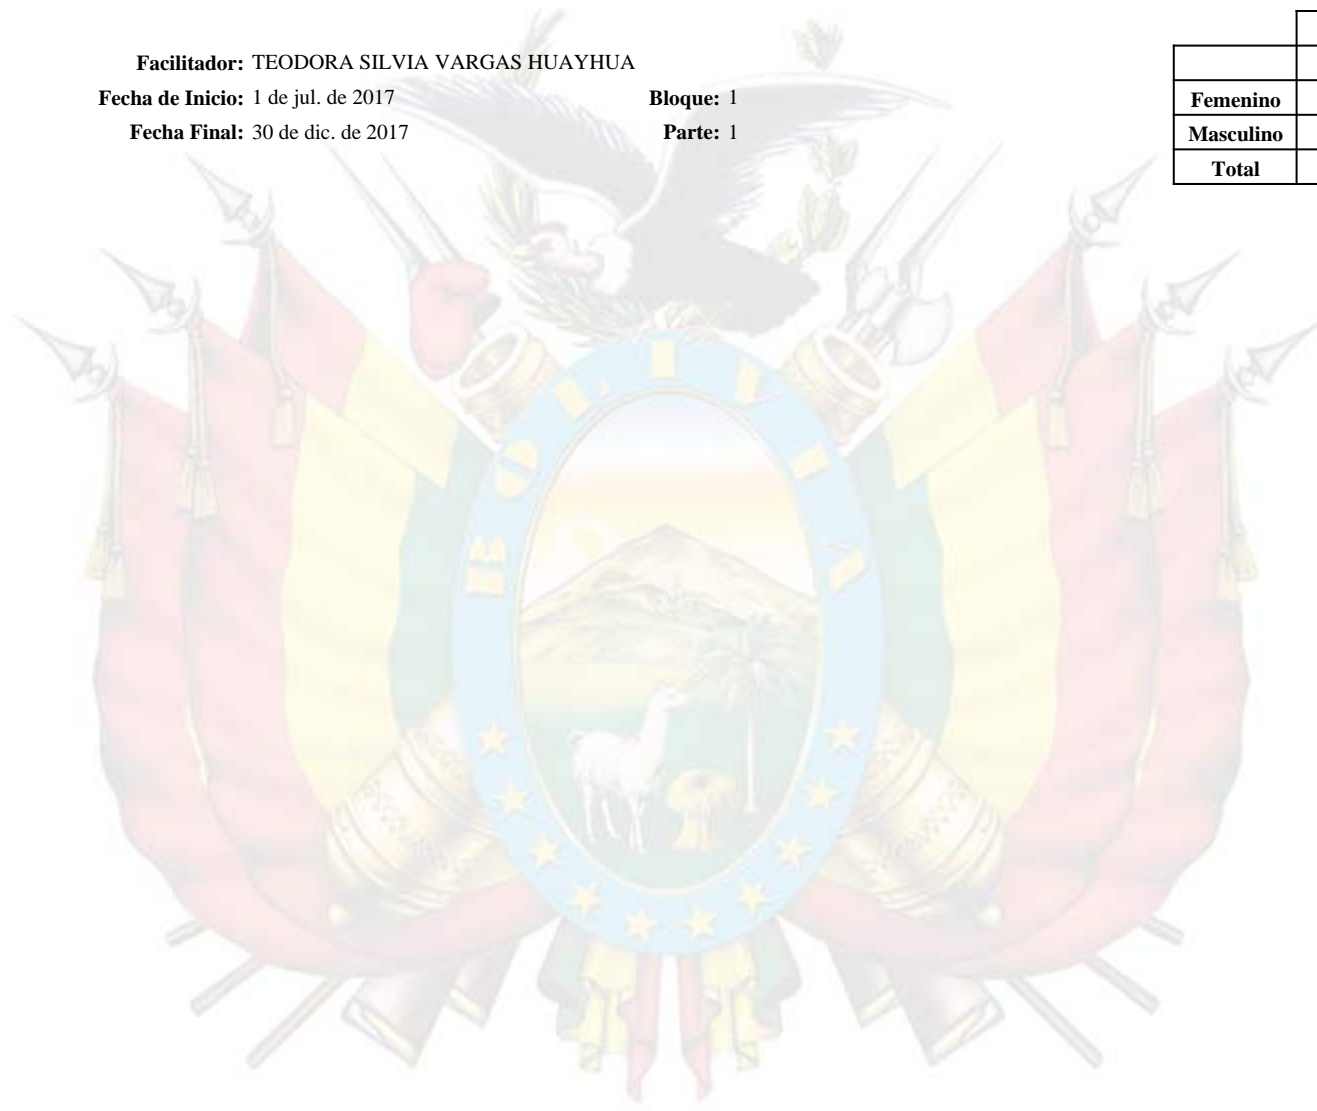 Facilitador: TEODORA SILVIA VARGAS HUAYHUA
Fecha de Inicio: 1 de jul. de 2017 Bloque: 1
Fecha Final: 30 de dic. de 2017 Parte: 1
Femenino
Masculino
Total
BOLIVIA